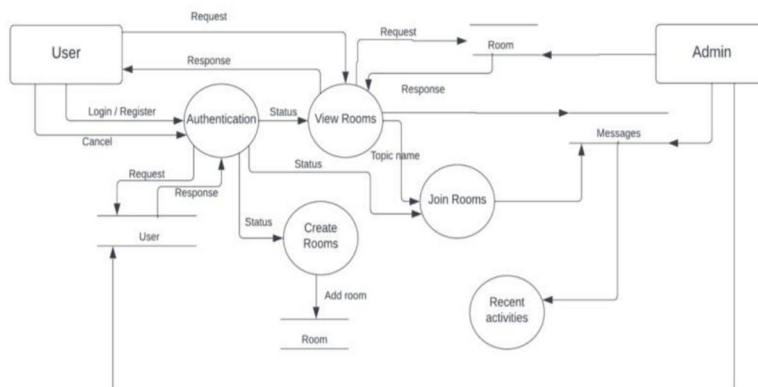 Request
User
Response
Request
Room
Admin
Response
Login / Register
Authentication
Status
View Rooms
Cancel
Messages
Topic name
Request
Response
Status
Join Rooms
Status
Create
Rooms
User
Add room
Recent
activities
Room